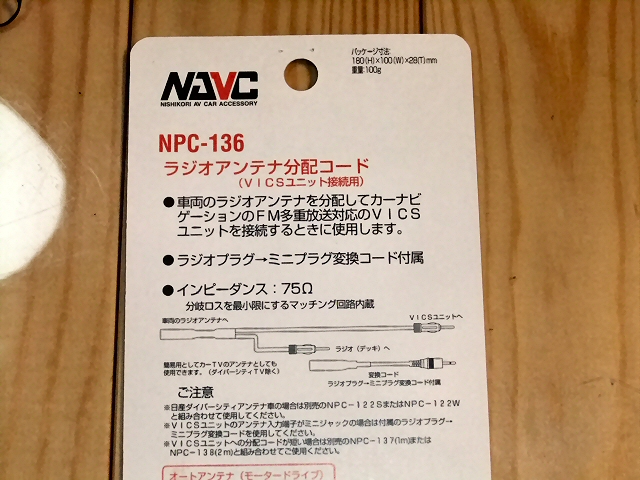 パッケージ寸法:
180(H)×100(W)×28(T)mm
重量:100g
NAVC
NISHIKORI AV CAR ACCESSORY
NPC-136
ラジオアンテナ分配コード
(VICSユニット接続用)
●車両のラジオアンテナを分配してカーナビ
ゲーションのFM多重放送対応のVICS
ユニットを接続するときに使用します。
●ラジオプラグ→ミニプラグ変換コード付属
●インピーダンス：75Ω
分岐ロスを最小限にするマッチング回路内蔵
車両のラジオアンテナへ
VICSユニットへ
ラジオ(デッキ)へ
簡易用としてカーTVのアンテナとしても
使用できます。(ダイバーシティTV除く)
変換コード
ラジオプラグ→ミニプラグ変換コード付属
ご注意
※日産ダイバーシティアンテナ車の場合は別売のNPC-122SまたはNPC-122W
と組み合わせて使用してください。
※VICSユニットのアンテナ入力端子がミニジャックの場合は付属のラジオプラグ→
ミニプラグ変換コードを使用してください。
※VICSユニットへの分配コードが短い場合は別売のNPC-137(1m)または
NPC-138(2m)と組み合わせてご使用ください。
オートアンテナ(モータードライブ)